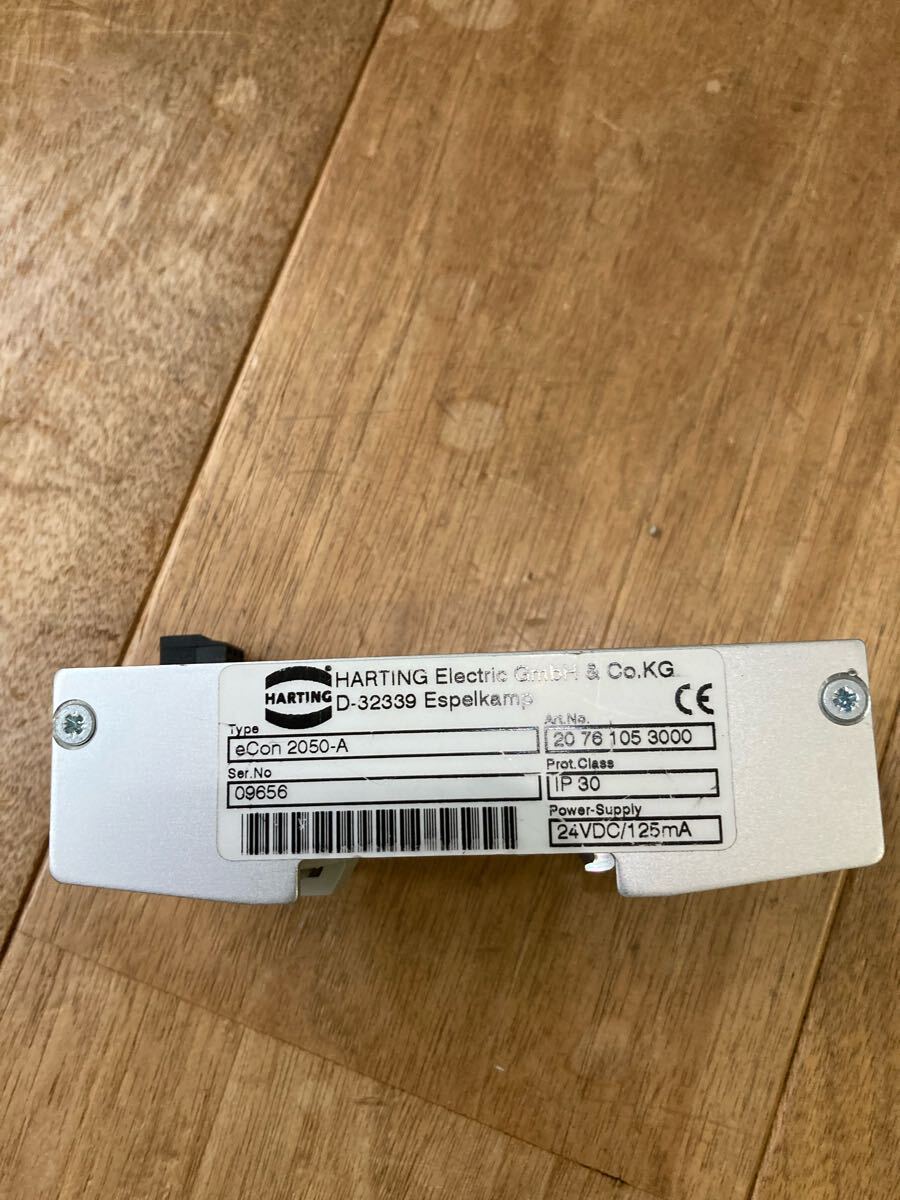 HARTING
HARTING Electric GmbH & Co.KG
D-32339 Espelkamp
CE
Type
eCon 2050-A
Art.No.
20 76 105 3000
Ser.No
09656
Prot.Class
IP 30
Power-Supply
24VDC/125mA